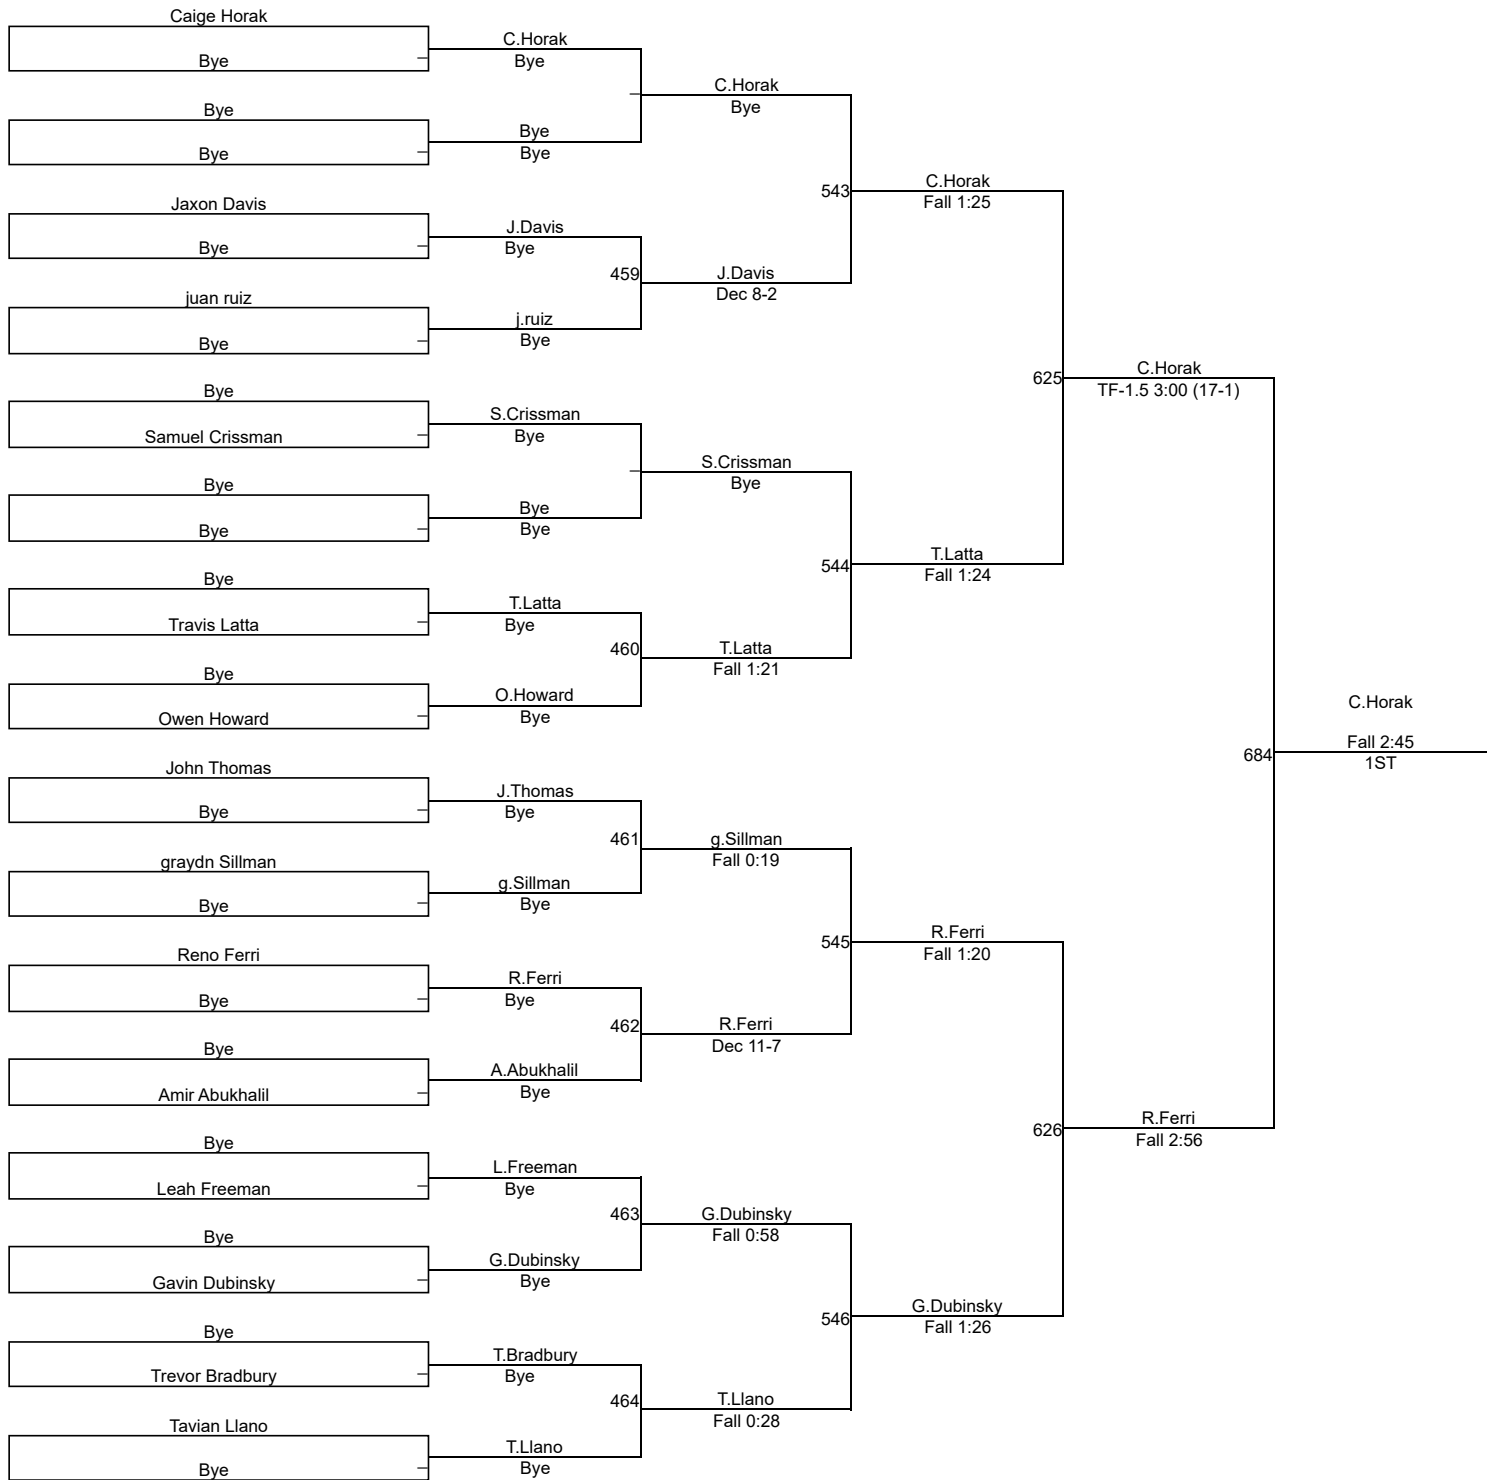 Caige Horak
Bye
Bye
Bye
Jaxon Davis
Bye
juan ruiz
Bye
Bye
Samuel Crissman
Bye
Bye
Bye
Travis Latta
Bye
Owen Howard
John Thomas
Bye
graydn Sillman
Bye
Reno Ferri
Bye
Bye
Amir Abukhalil
Bye
Leah Freeman
Bye
Gavin Dubinsky
Bye
Trevor Bradbury
Tavian Llano
Bye
C.Horak
Bye
Bye
Bye
J.Davis
Bye
459
j.ruiz
Bye
S.Crissman
Bye
Bye
Bye
T.Latta
Bye
460
O.Howard
Bye
J.Thomas
Bye
461
g.Sillman
Bye
R.Ferri
Bye
462
A.Abukhalil
Bye
L.Freeman
Bye
463
G.Dubinsky
Bye
T.Bradbury
Bye
464
T.Llano
Bye
C.Horak
Bye
543
J.Davis
Dec 8-2
S.Crissman
Bye
544
T.Latta
Fall 1:21
g.Sillman
Fall 0:19
545
R.Ferri
Dec 11-7
G.Dubinsky
Fall 0:58
546
T.Llano
Fall 0:28
C.Horak
Fall 1:25
625
T.Latta
Fall 1:24
R.Ferri
Fall 1:20
626
G.Dubinsky
Fall 1:26
C.Horak
TF-1.5 3:00 (17-1)
684
R.Ferri
Fall 2:56
C.Horak
Fall 2:45
1ST